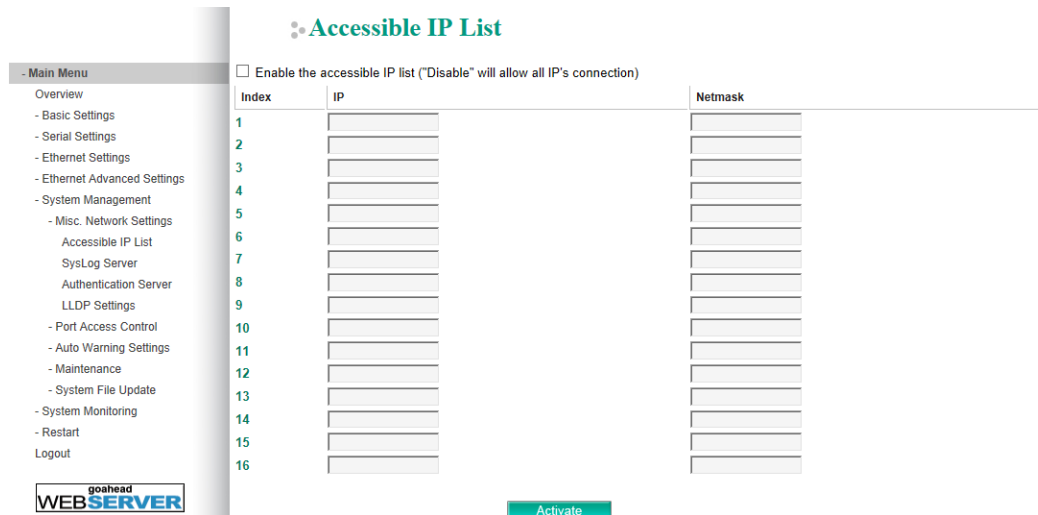 Accessible IP List
- Main Menu
Overview
- Basic Settings
- Serial Settings
- Ethernet Settings
- Ethernet Advanced Settings
- System Management
- Misc. Network Settings
Accessible IP List
SysLog Server
Authentication Server
LLDP Settings
- Port Access Control
- Auto Warning Settings
- Maintenance
- System File Update
- System Monitoring
- Restart
Logout
goahead
WEBSERVER
Enable the accessible IP list ("Disable" will allow all IP's connection)
Index IP Netmask
1
2
3
4
5
6
7
8
9
10
11
12
13
14
15
16
Activate